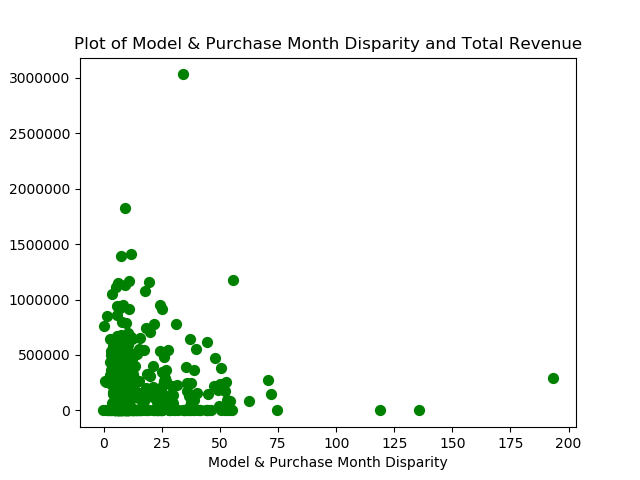 Plot of Model & Purchase Month Disparity and Total Revenue
3000000
2500000
2000000
1500000
1000000
500000
0
0 25 50 75 100 125 150 175 200
Model & Purchase Month Disparity